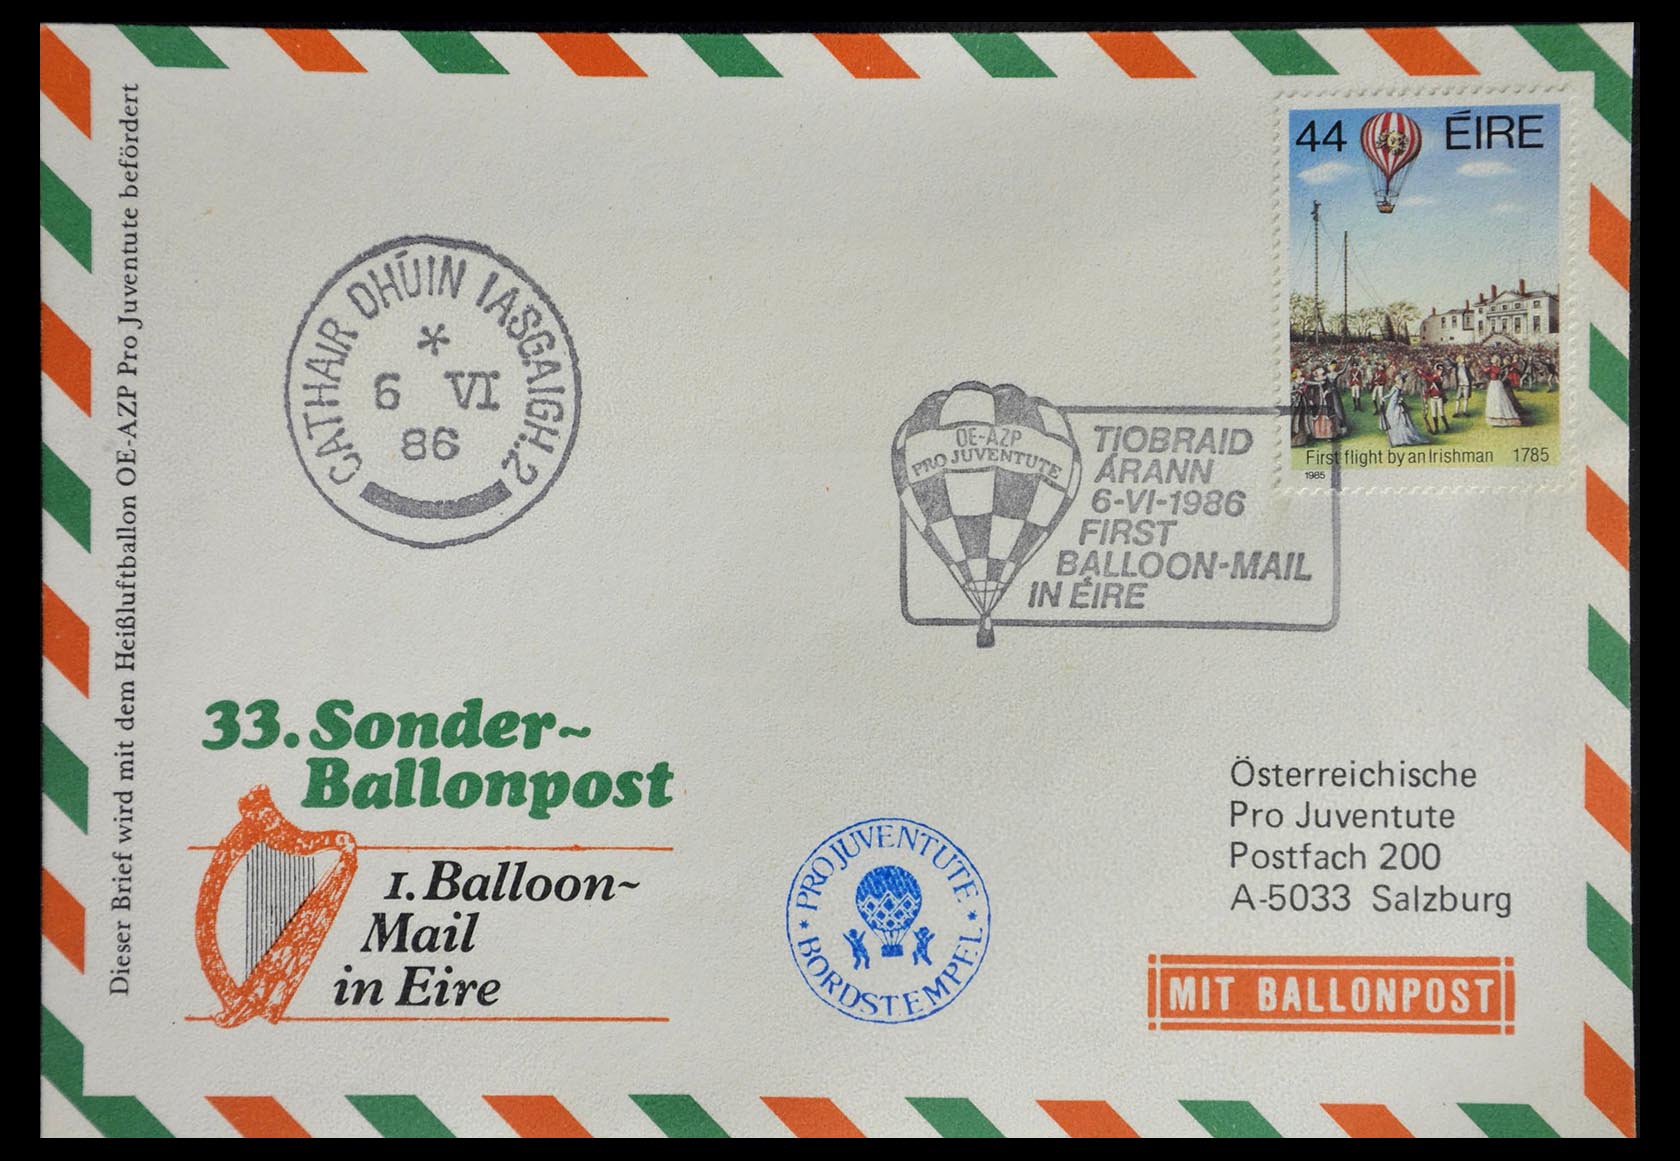 Dieser Brief wird mit dem Heißluftballon OE-AZP Pro Juventute befördert
44 ÉIRE
First flight by an Irishman 1785
1985
CATHAIR DHÚIN IASGAIGH.2
*
6 VI
86
OE-AZP
PRO JUVENTUTE
TIOBRAID
ÁRANN
6-VI-1986
FIRST
BALLOON-MAIL
IN ÉIRE
33. Sonder~
Ballonpost
1. Balloon~
Mail
in Eire
PRO JUVENTUTE
* BORDSTEMPEL *
Österreichische
Pro Juventute
Postfach 200
A-5033 Salzburg
MIT BALLONPOST